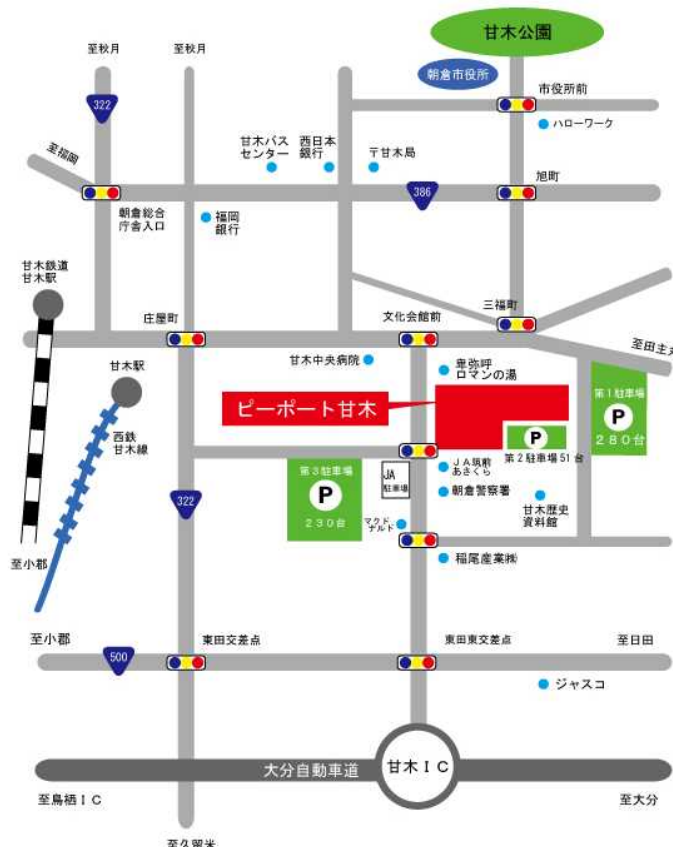 甘木公園
至秋月
至秋月
朝倉市役所
市役所前
322
ハローワーク
至福岡
甘木バス
センター
西日本
銀行
〒甘木局
386
旭町
朝倉総合
庁舎入口
福岡
銀行
甘木鉄道
甘木駅
庄屋町
文化会館前
三福町
至田主丸
甘木駅
甘木中央病院
卑弥呼
ロマンの湯
ピーポート甘木
第1駐車場
P
280台
西鉄
甘木線
P
第2駐車場51台
第3駐車場
P
230台
JA
駐車場
JA筑前
あさくら
朝倉警察署
甘木歴史
資料館
322
マクド
ナルド
至小郡
稲尾産業㈱
至小郡
500
東田交差点
東田東交差点
至日田
ジャスコ
大分自動車道
甘木IC
至鳥栖IC
至大分
至久留米